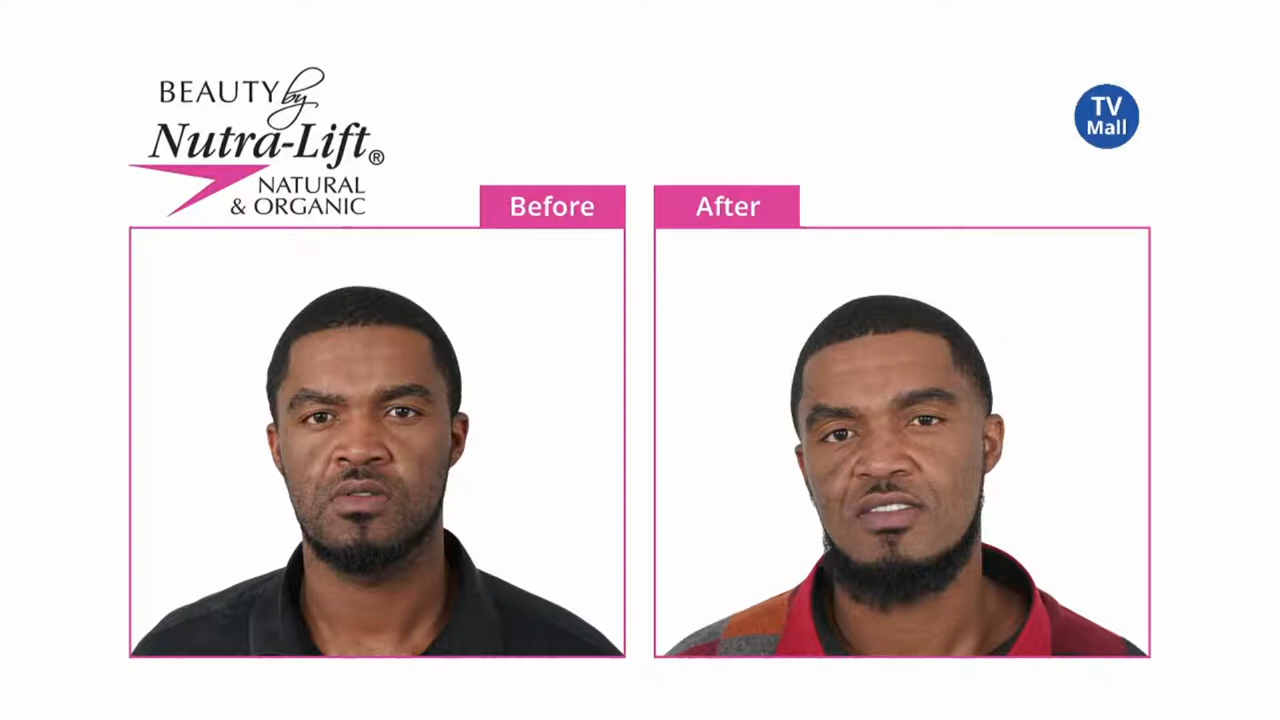 BEAUTY by
Nutra-Lift®
NATURAL
& ORGANIC
TV
Mall
Before
After